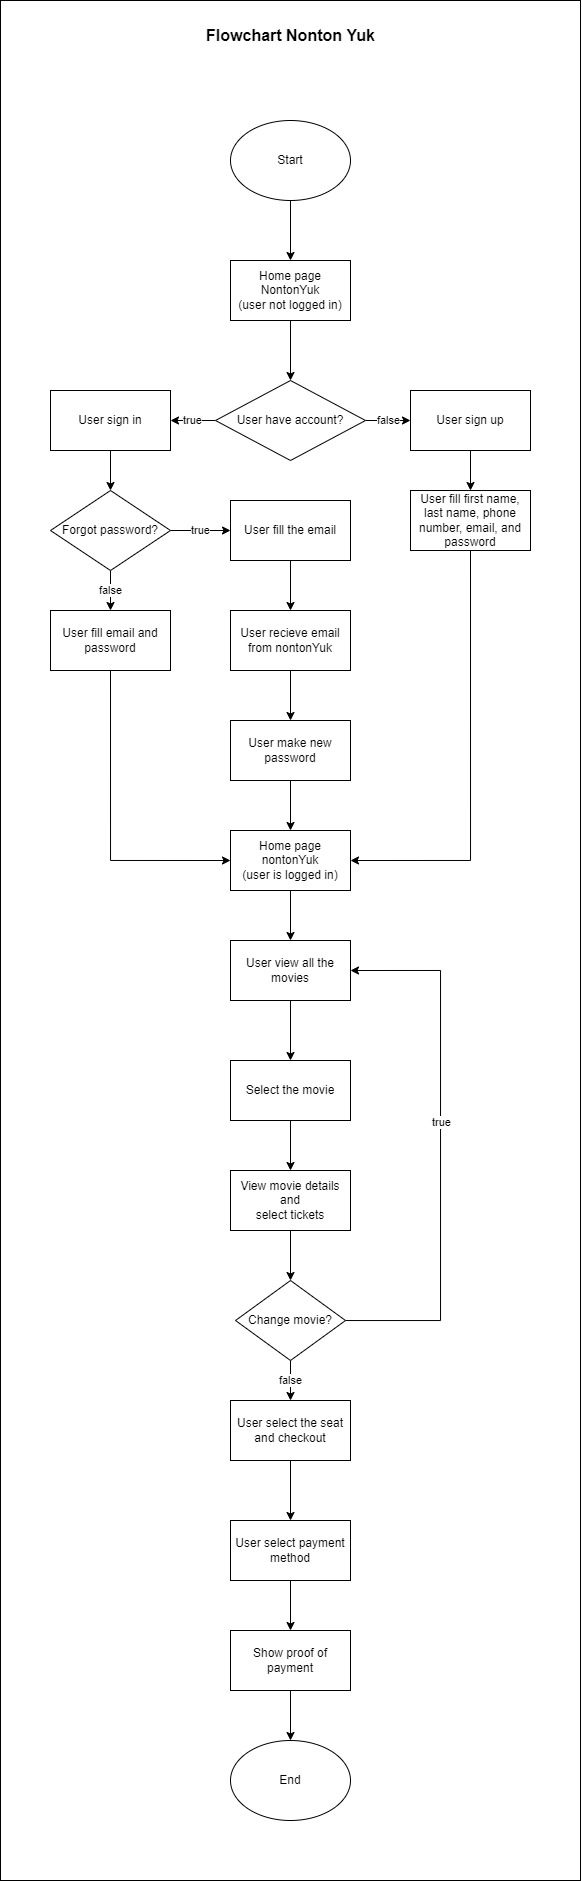 Flowchart Nonton Yuk
Start
Home page
NontonYuk
(user not logged in)
User sign in
true
User have account?
false
User sign up
Forgot password?
true
User fill the email
User fill first name,
last name, phone
number, email, and
password
false
User fill email and
password
User recieve email
from nontonYuk
User make new
password
Home page
nontonYuk
(user is logged in)
User view all the
movies
Select the movie
true
View movie details
and
select tickets
Change movie?
false
User select the seat
and checkout
User select payment
method
Show proof of
payment
End